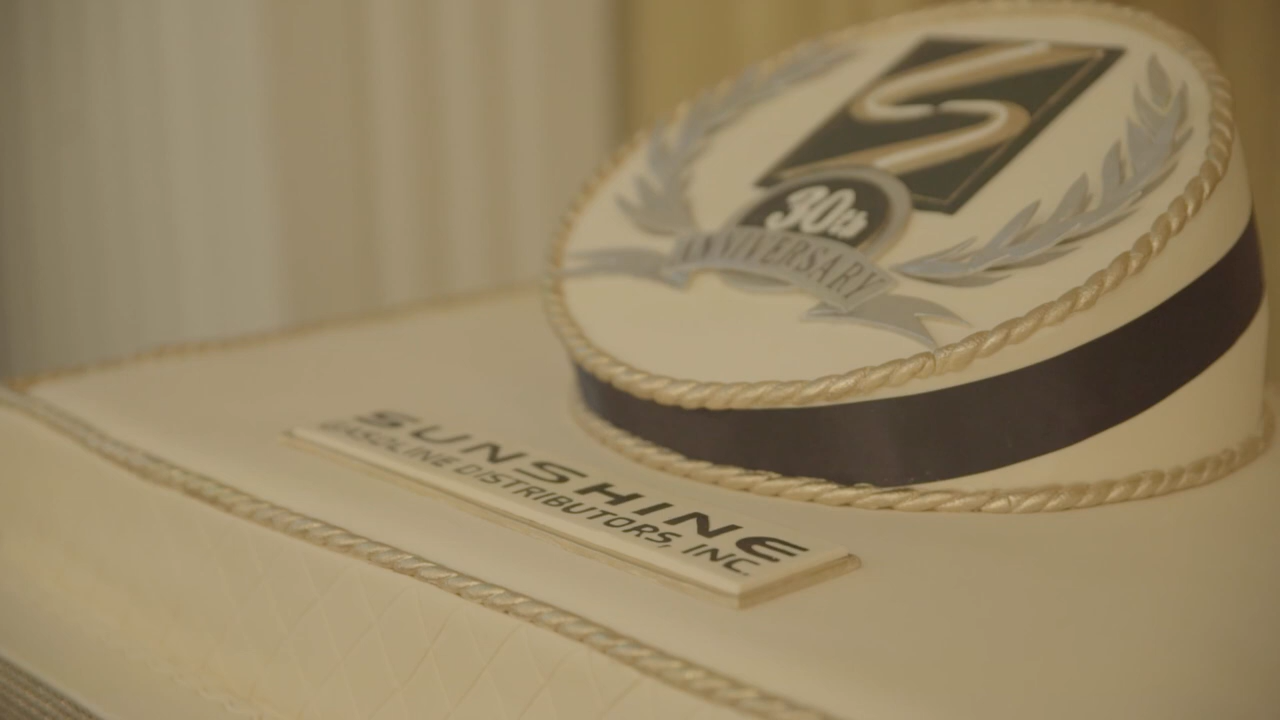 S
30th
ANNIVERSARY
SUNSHINE
GASOLINE DISTRIBUTORS, INC.